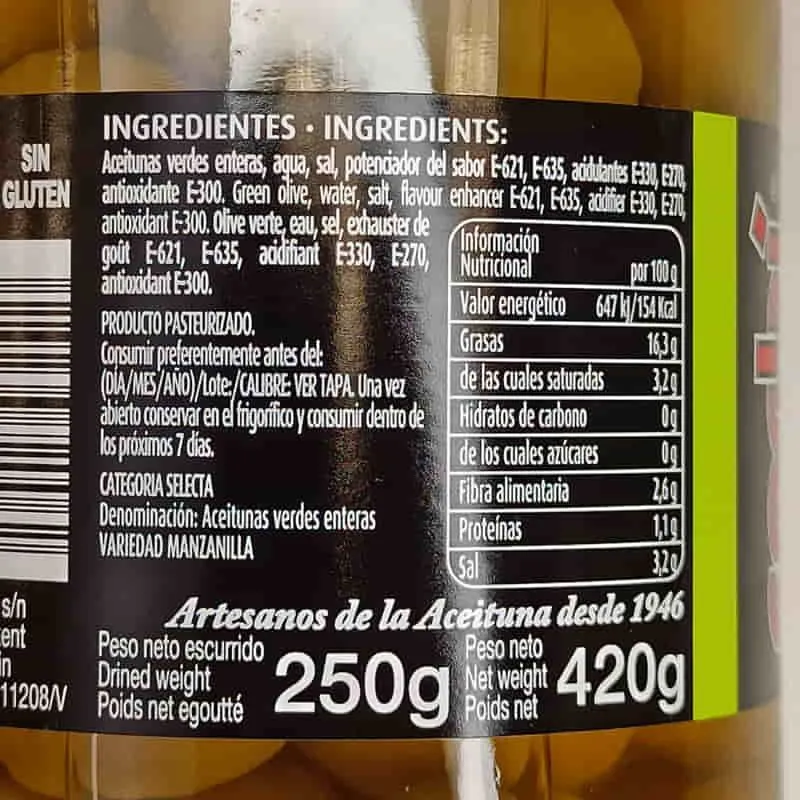 SIN
GLUTEN
INGREDIENTES · INGREDIENTS:
Aceitunas verdes enteras, agua, sal, potenciador del sabor E-621, E-635, acidulantes E-330, E-270,
antioxidante E-300. Green olive, water, salt, flavour enhancer E-621, E-635, acidifier E-330, E-270,
antioxidant E-300. Olive verte, eau, sel, exhauster de
goût E-621, E-635, acidifiant E-330, E-270,
antioxidant E-300.
PRODUCTO PASTEURIZADO.
Consumir preferentemente antes del:
(DÍA/MES/AÑO)/Lote:/CALIBRE: VER TAPA. Una vez
abierto conservar en el frigorífico y consumir dentro de
los próximos 7 días.
CATEGORIA SELECTA
Denominación: Aceitunas verdes enteras
VARIEDAD MANZANILLA
Información
Nutricional
por 100 g
Valor energético 647 kj/154 Kcal
Grasas 16,3 g
de las cuales saturadas 3,2 g
Hidratos de carbono 0 g
de los cuales azúcares 0 g
Fibra alimentaria 2,6 g
Proteínas 1,1 g
Sal 3,2 g
Artesanos de la Aceituna desde 1946
Peso neto escurrido
Drined weight
Poids net egoutté
250g
Peso neto
Net weight
Poids net
420g
s/n
ent
in
11208/V